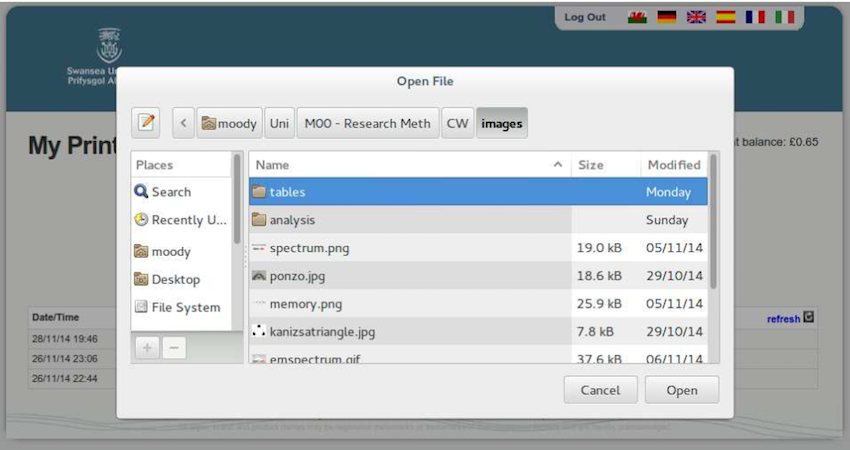 Log Out
Swansea U
Prifysgol A
My Print
t balance: £0.65
Open File
moody
Uni
M00 - Research Meth
CW
images
Places
Search
Recently U...
moody
Desktop
File System
Name
Size
Modified
tables
Monday
analysis
Sunday
spectrum.png
19.0 kB
05/11/14
ponzo.jpg
18.6 kB
29/10/14
memory.png
25.9 kB
05/11/14
kanizsatriangle.jpg
7.8 kB
29/10/14
emspectrum.gif
37.6 kB
06/11/14
Date/Time
refresh
28/11/14 19:46
26/11/14 23:06
26/11/14 22:44
Cancel
Open